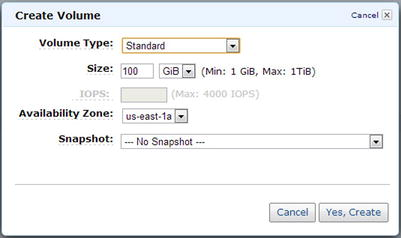 Create Volume Cancel X
Volume Type: Standard
Size: 100 GiB (Min: 1 GiB, Max: 1TiB)
IOPS: (Max: 4000 IOPS)
Availability Zone: us-east-1a
Snapshot: --- No Snapshot ---
Cancel Yes, Create